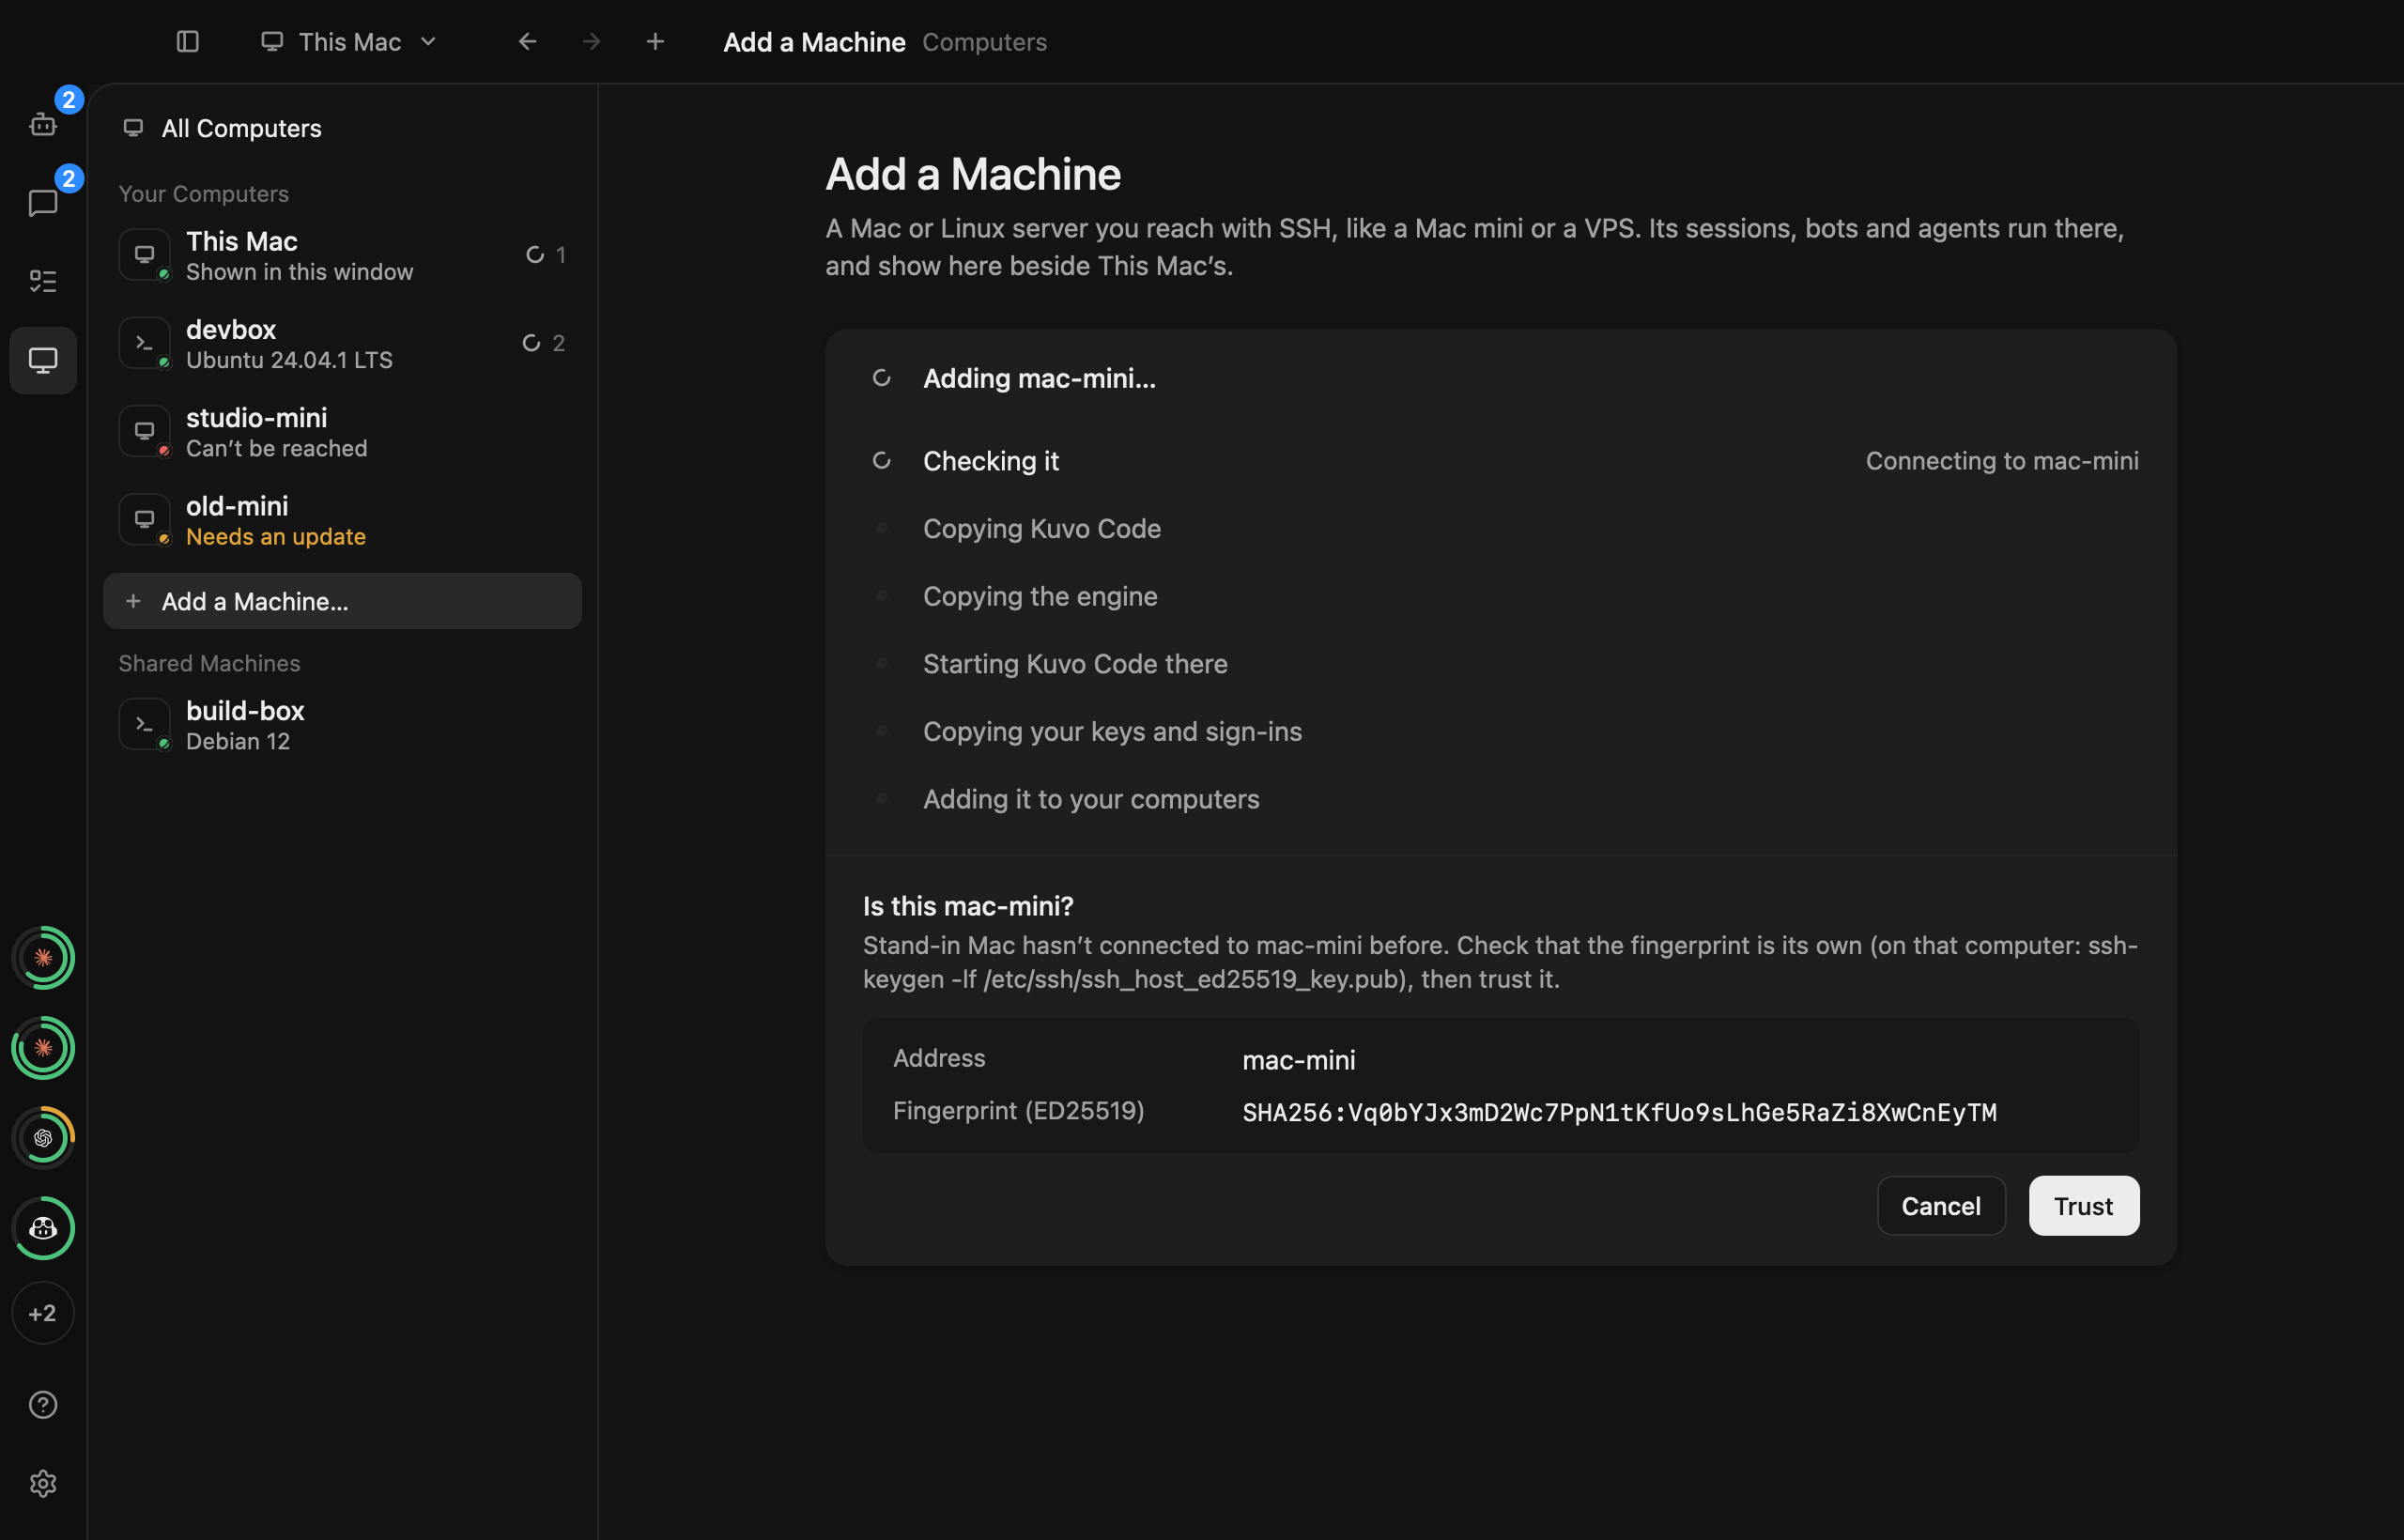 This Mac
Add a Machine Computers
2
2
All Computers
Your Computers
This Mac
Shown in this window
1
devbox
Ubuntu 24.04.1 LTS
2
studio-mini
Can’t be reached
old-mini
Needs an update
Add a Machine...
Shared Machines
build-box
Debian 12
+2
Add a Machine
A Mac or Linux server you reach with SSH, like a Mac mini or a VPS. Its sessions, bots and agents run there,
and show here beside This Mac’s.
Adding mac-mini...
Checking it
Connecting to mac-mini
Copying Kuvo Code
Copying the engine
Starting Kuvo Code there
Copying your keys and sign-ins
Adding it to your computers
Is this mac-mini?
Stand-in Mac hasn’t connected to mac-mini before. Check that the fingerprint is its own (on that computer: ssh-
keygen -lf /etc/ssh/ssh_host_ed25519_key.pub), then trust it.
Address mac-mini
Fingerprint (ED25519) SHA256:Vq0bYJx3mD2Wc7PpN1tKfUo9sLhGe5RaZi8XwCnEyTM
Cancel
Trust